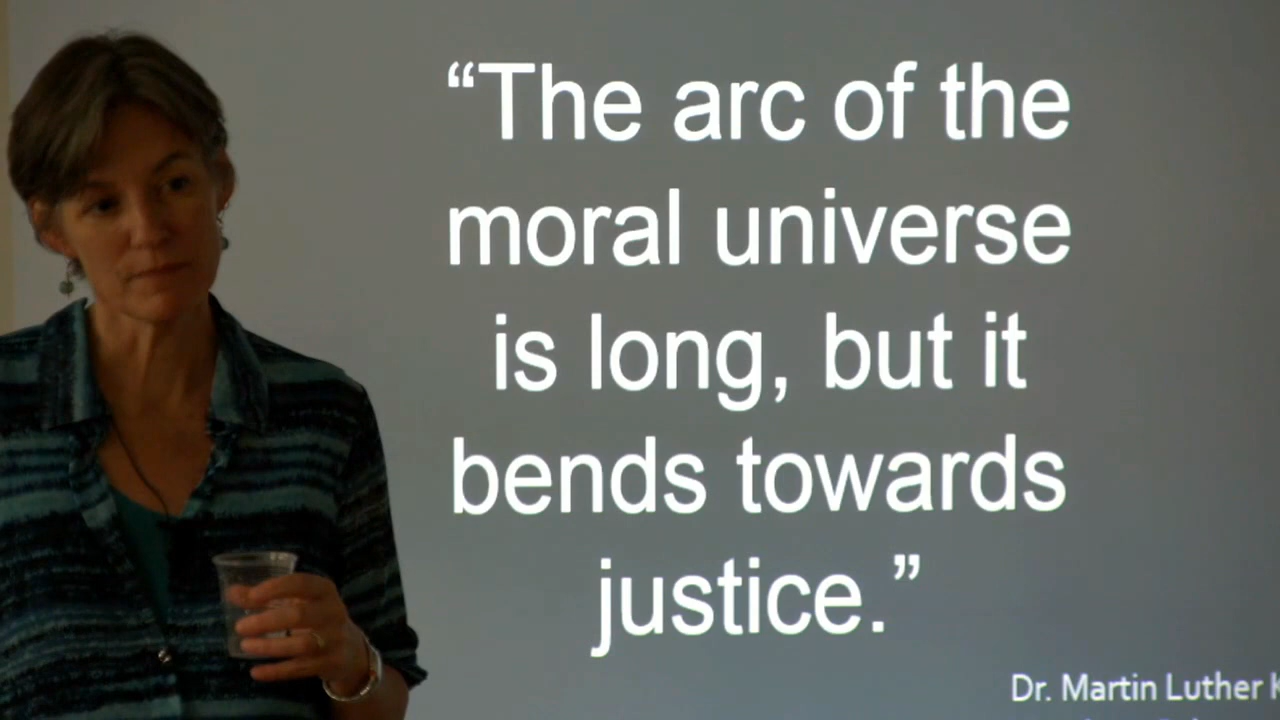 “The arc of the
moral universe
is long, but it
bends towards
justice.”
Dr. Martin Luther K